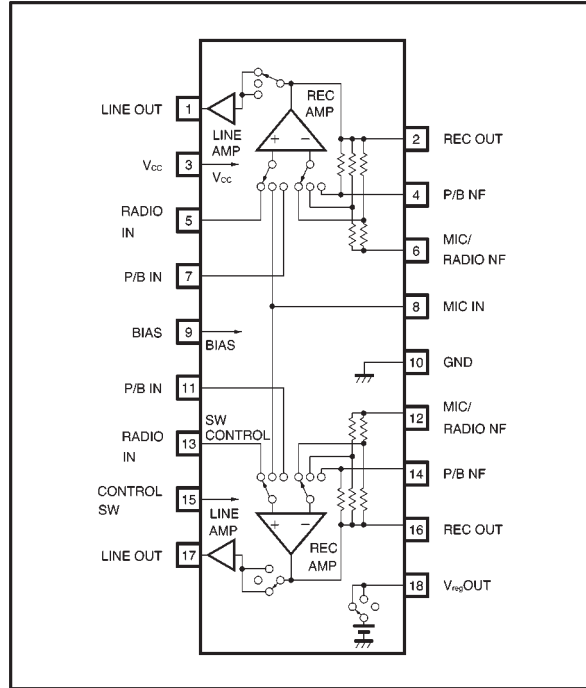 REC
AMP
LINE OUT
1
LINE
AMP
+
−
2
REC OUT
VCC
3
VCC
4
P/B NF
RADIO
IN
5
6
MIC/
RADIO NF
P/B IN
7
8
MIC IN
BIAS
9
BIAS
10
GND
P/B IN
11
12
MIC/
RADIO NF
SW
CONTROL
RADIO
IN
13
14
P/B NF
CONTROL
SW
15
LINE
AMP
+
−
16
REC OUT
LINE OUT
17
REC
AMP
18
VregOUT